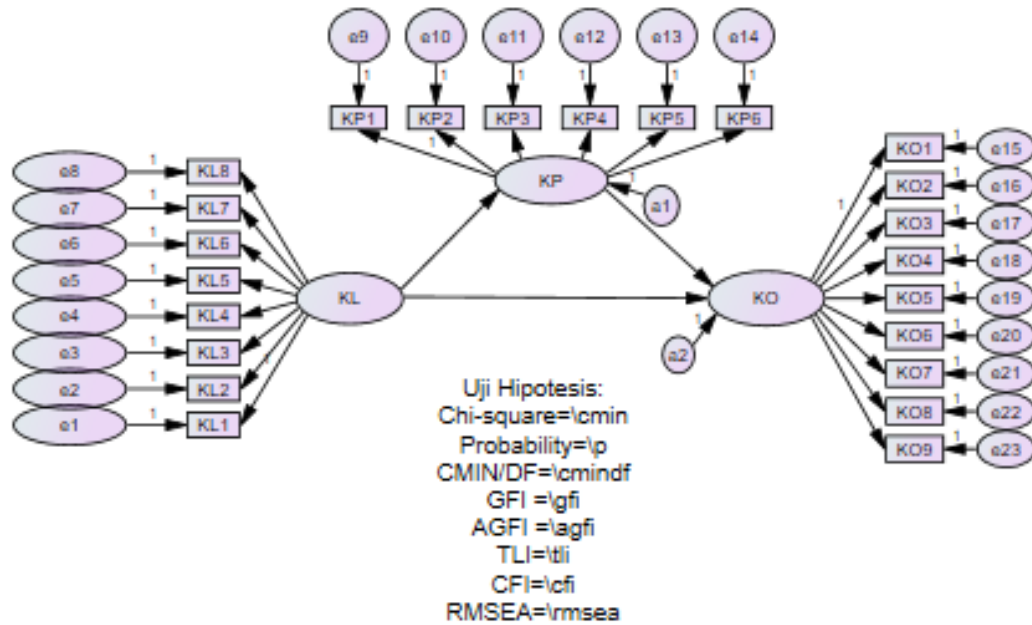 e9 e10 e11 e12 e13 e14
1 1 1 1 1 1
KP1 KP2 KP3 KP4 KP5 KP6
1
KP
1
a1
e8 1 KL8
e7 1 KL7
e6 1 KL6
e5 1 KL5
e4 1 KL4
e3 1 KL3
e2 1 KL2
e1 1 KL1
1
KL
KO
1
a2
1
KO1 1 e15
KO2 1 e16
KO3 1 e17
KO4 1 e18
KO5 1 e19
KO6 1 e20
KO7 1 e21
KO8 1 e22
KO9 1 e23
Uji Hipotesis:
Chi-square=\cmin
Probability=\p
CMIN/DF=\cmindf
GFI =\gfi
AGFI =\agfi
TLI=\tli
CFI=\cfi
RMSEA=\rmsea